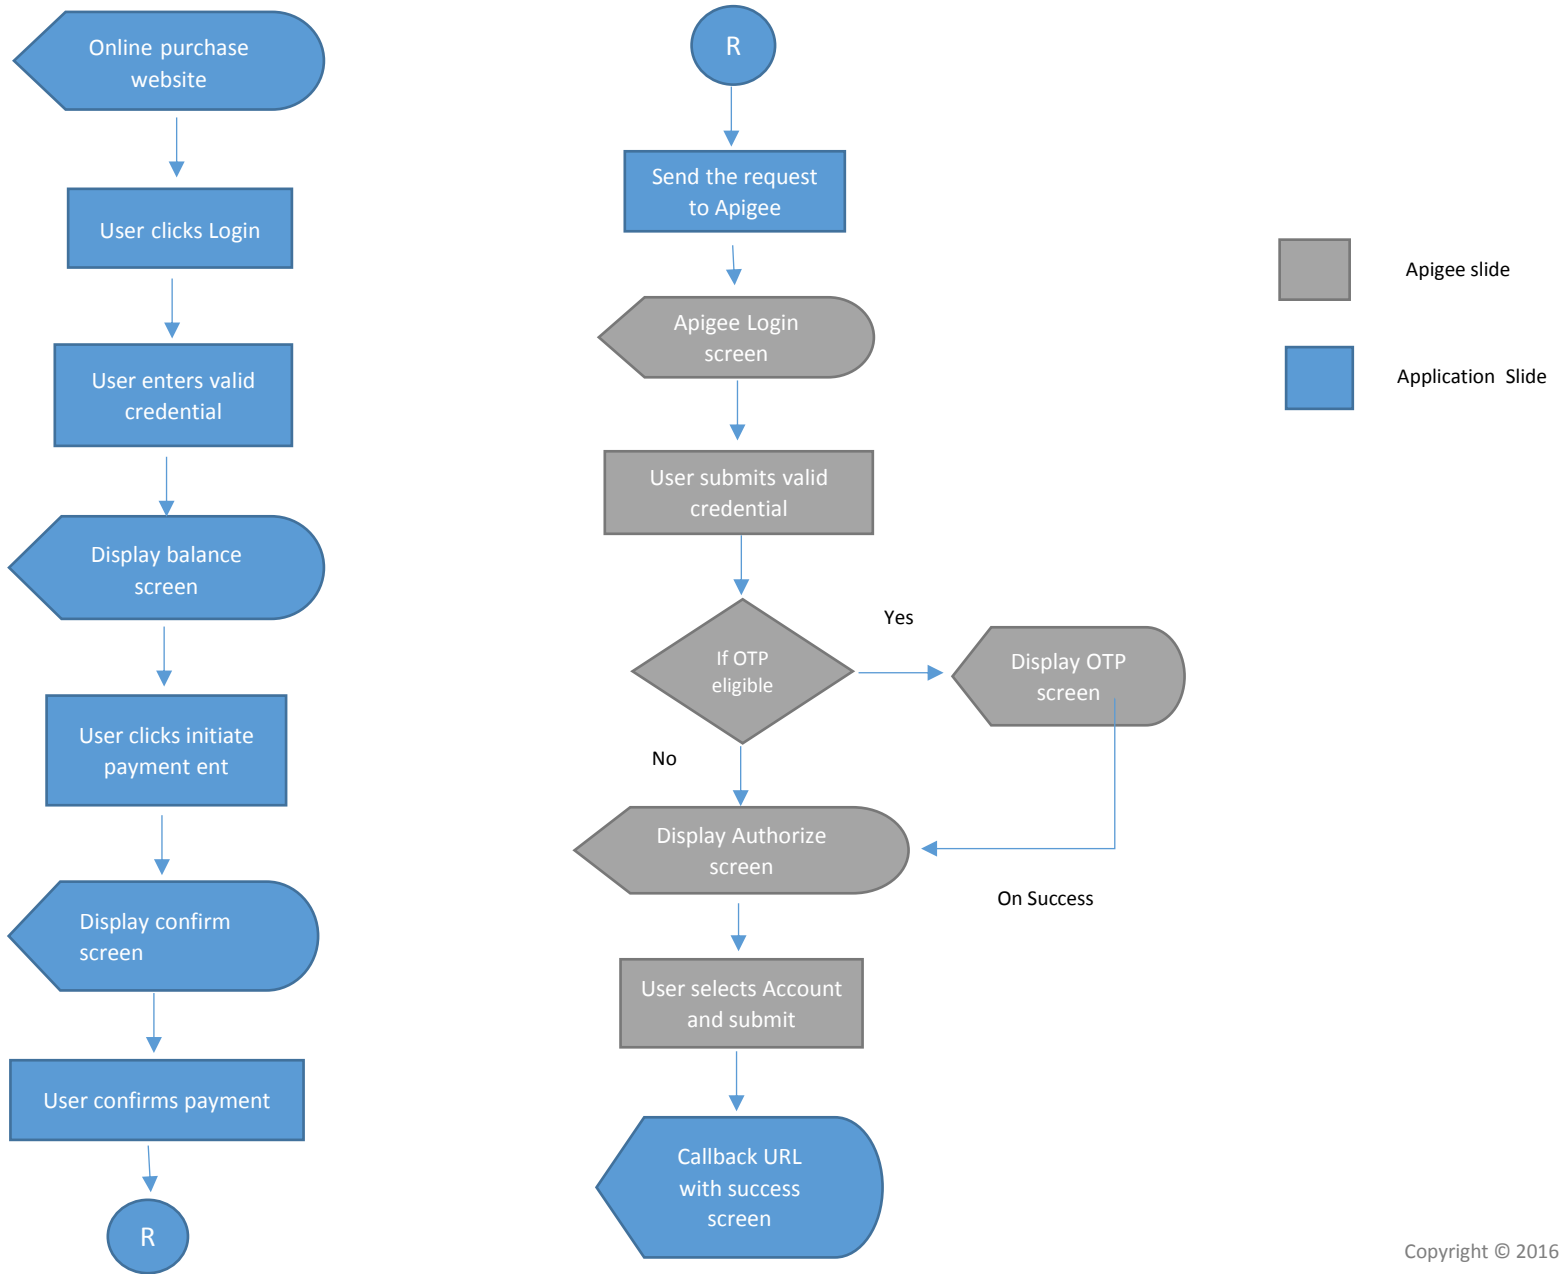 Online purchase
website
User clicks Login
User enters valid
credential
Display balance
screen
User clicks initiate
payment ent
Display confirm
screen
User confirms payment
R
R
Send the request
to Apigee
Apigee Login
screen
User submits valid
credential
If OTP
eligible
Yes
Display OTP
screen
No
Display Authorize
screen
On Success
User selects Account
and submit
Callback URL
with success
screen
Apigee slide
Application Slide
Copyright © 2016